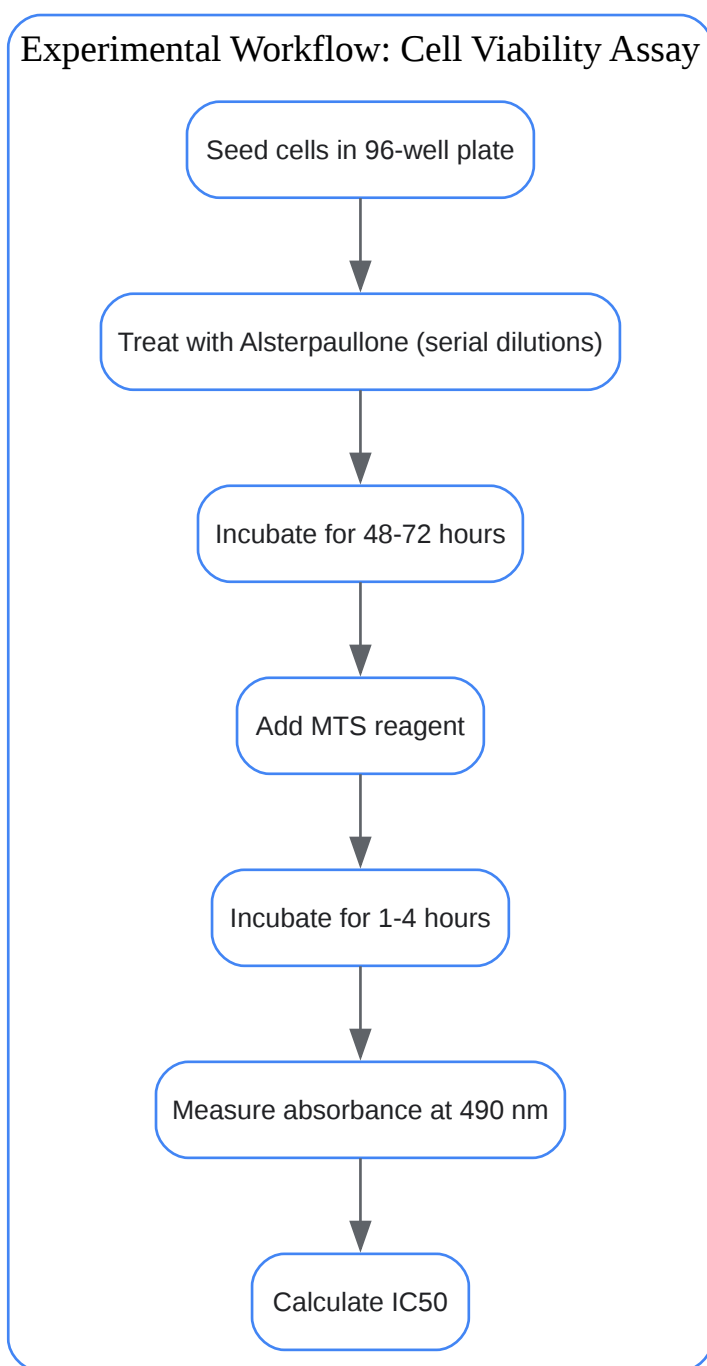 Experimental Workflow: Cell Viability Assay
Seed cells in 96-well plate
Treat with Alsterpaullone (serial dilutions)
Incubate for 48-72 hours
Add MTS reagent
Incubate for 1-4 hours
Measure absorbance at 490 nm
Calculate IC50